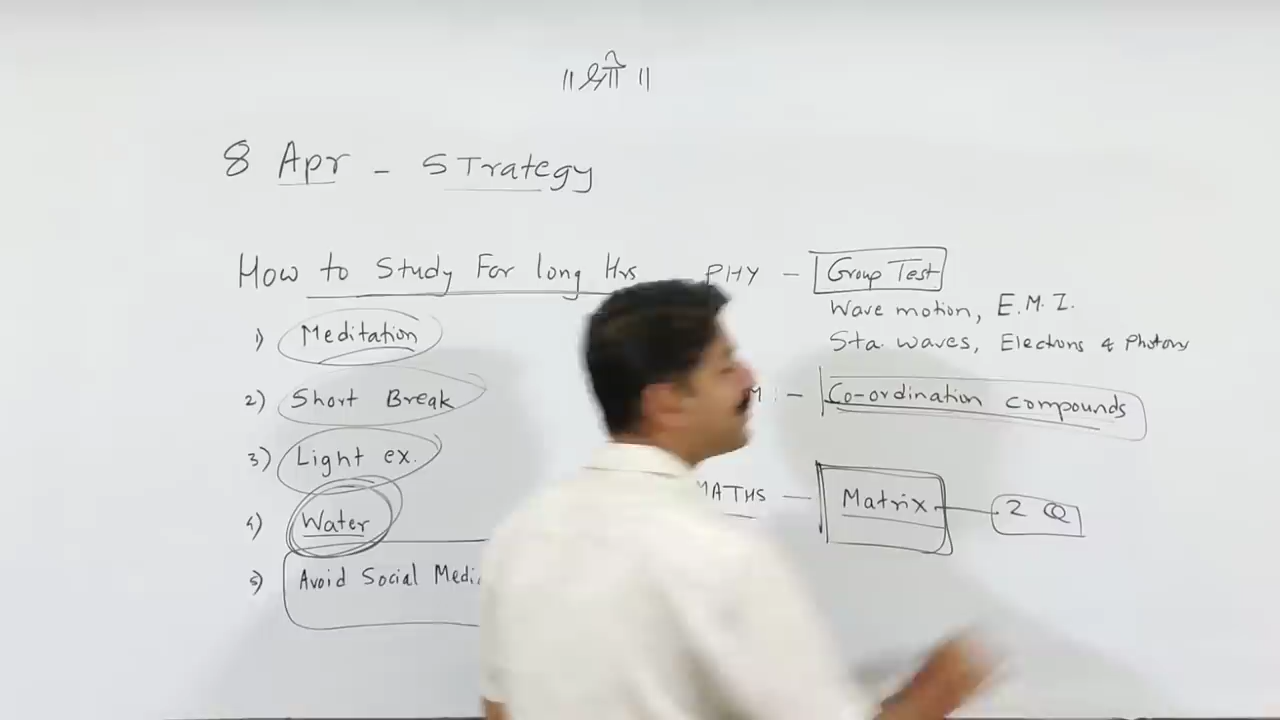 ॥ श्री ॥
8 Apr - STrategy
How to Study For long Hrs
1) Meditation
2) Short Break
3) Light ex.
4) Water
5) Avoid Social Medi
PHY - Group Test
Wave motion, E.M.I.
Sta. waves, Electrons & Photons
M : - Co-ordination compounds
MATHS - Matrix - 2 Q